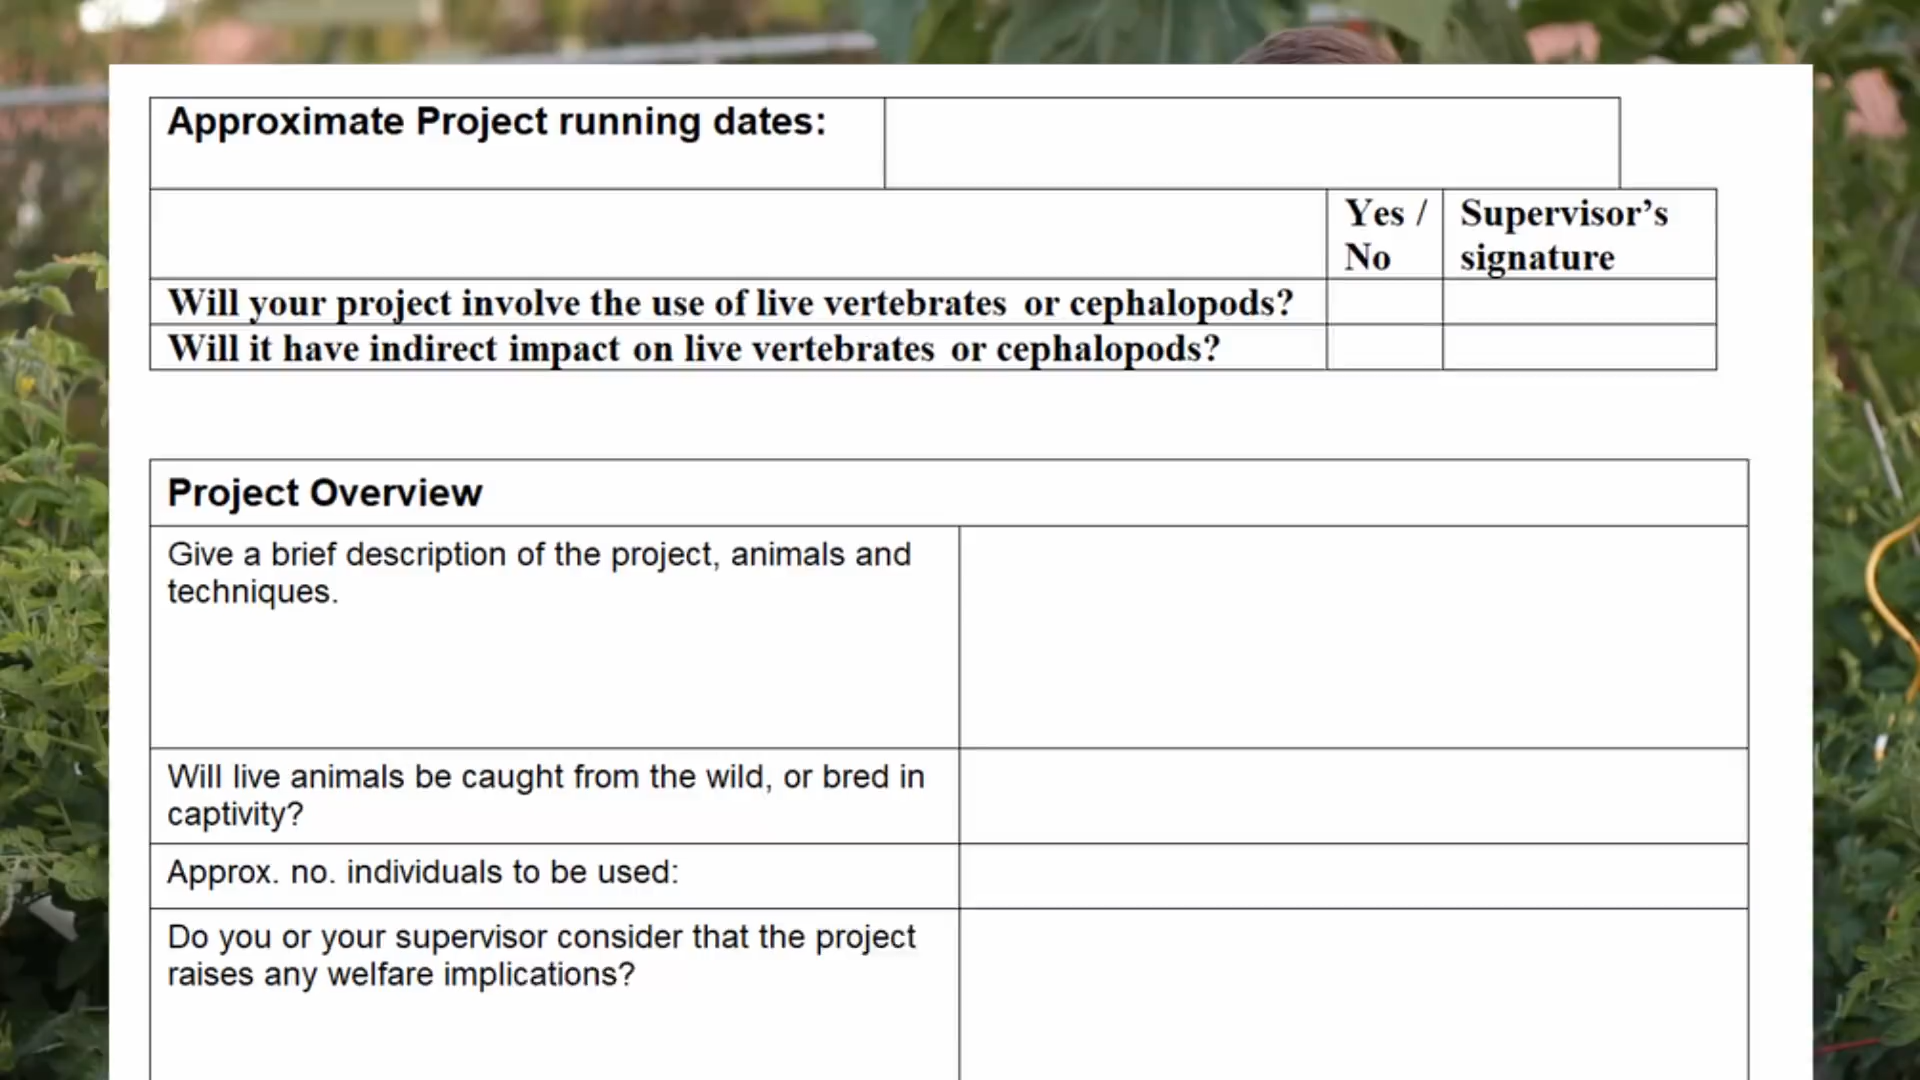 Approximate Project running dates:
Yes /
No
Supervisor’s
signature
Will your project involve the use of live vertebrates or cephalopods?
Will it have indirect impact on live vertebrates or cephalopods?
Project Overview
Give a brief description of the project, animals and
techniques.
Will live animals be caught from the wild, or bred in
captivity?
Approx. no. individuals to be used:
Do you or your supervisor consider that the project
raises any welfare implications?